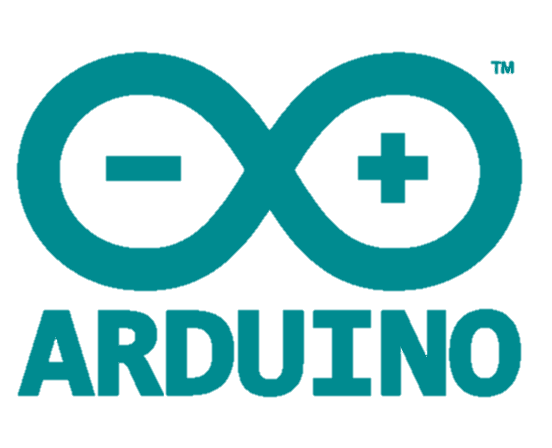 TM
- +
ARDUINO